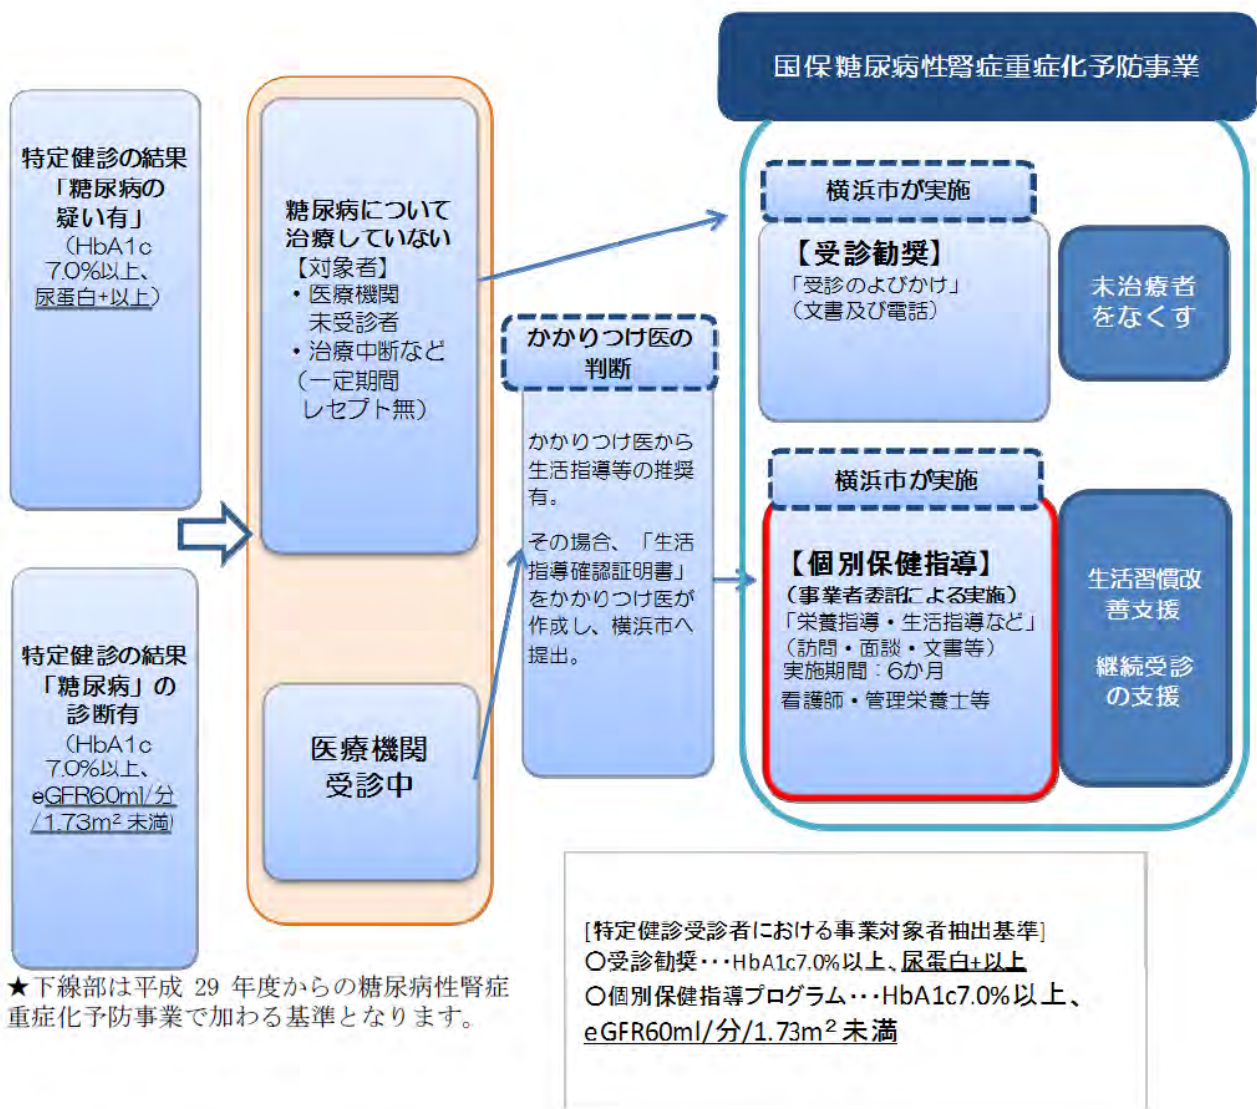 国保糖尿病性腎症重症化予防事業
特定健診の結果
「糖尿病の
疑い有」
（HbA1c
7.0％以上、
尿蛋白+以上）
特定健診の結果
「糖尿病」の
診断有
（HbA1c
7.0％以上、
eGFR60ml/分
/1.73m²未満)
糖尿病について
治療していない
【対象者】
・医療機関
未受診者
・治療中断など
（一定期間
レセプト無）
医療機関
受診中
かかりつけ医の
判断
かかりつけ医から
生活指導等の推奨
有。
その場合、「生活
指導確認証明書」
をかかりつけ医が
作成し、横浜市へ
提出。
横浜市が実施
【受診勧奨】
「受診のよびかけ」
（文書及び電話）
未治療者
をなくす
横浜市が実施
【個別保健指導】
（事業者委託による実施）
「栄養指導・生活指導など」
（訪問・面談・文書等）
実施期間：6か月
看護師・管理栄養士等
生活習慣改
善支援
継続受診
の支援
★下線部は平成 29 年度からの糖尿病性腎症
重症化予防事業で加わる基準となります。
[特定健診受診者における事業対象者抽出基準]
○受診勧奨･･･HbA1c7.0%以上、尿蛋白+以上
○個別保健指導プログラム･･･HbA1c7.0%以上、
eGFR60ml/分/1.73m²未満